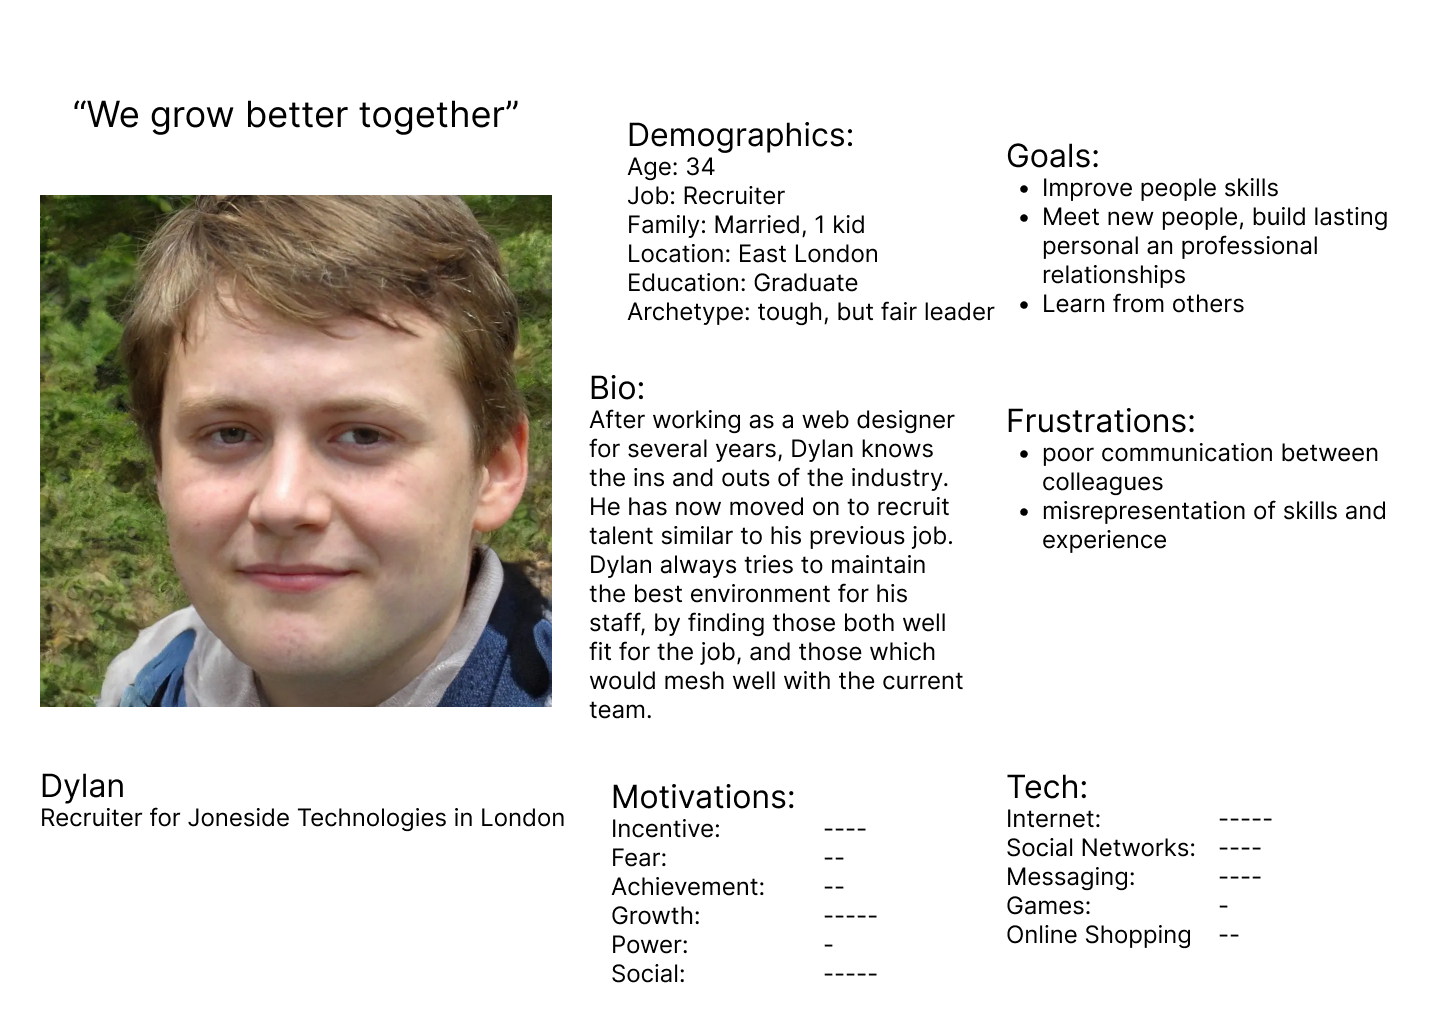 “We grow better together”
Dylan
Recruiter for Joneside Technologies in London
Demographics:
Age: 34
Job: Recruiter
Family: Married, 1 kid
Location: East London
Education: Graduate
Archetype: tough, but fair leader
Bio:
After working as a web designer
for several years, Dylan knows
the ins and outs of the industry.
He has now moved on to recruit
talent similar to his previous job.
Dylan always tries to maintain
the best environment for his
staff, by finding those both well
fit for the job, and those which
would mesh well with the current
team.
Motivations:
Incentive: ----
Fear: --
Achievement: --
Growth: -----
Power: -
Social: -----
Goals:
• Improve people skills
• Meet new people, build lasting
personal an professional
relationships
• Learn from others
Frustrations:
• poor communication between
colleagues
• misrepresentation of skills and
experience
Tech:
Internet: -----
Social Networks: ----
Messaging: ----
Games: -
Online Shopping --